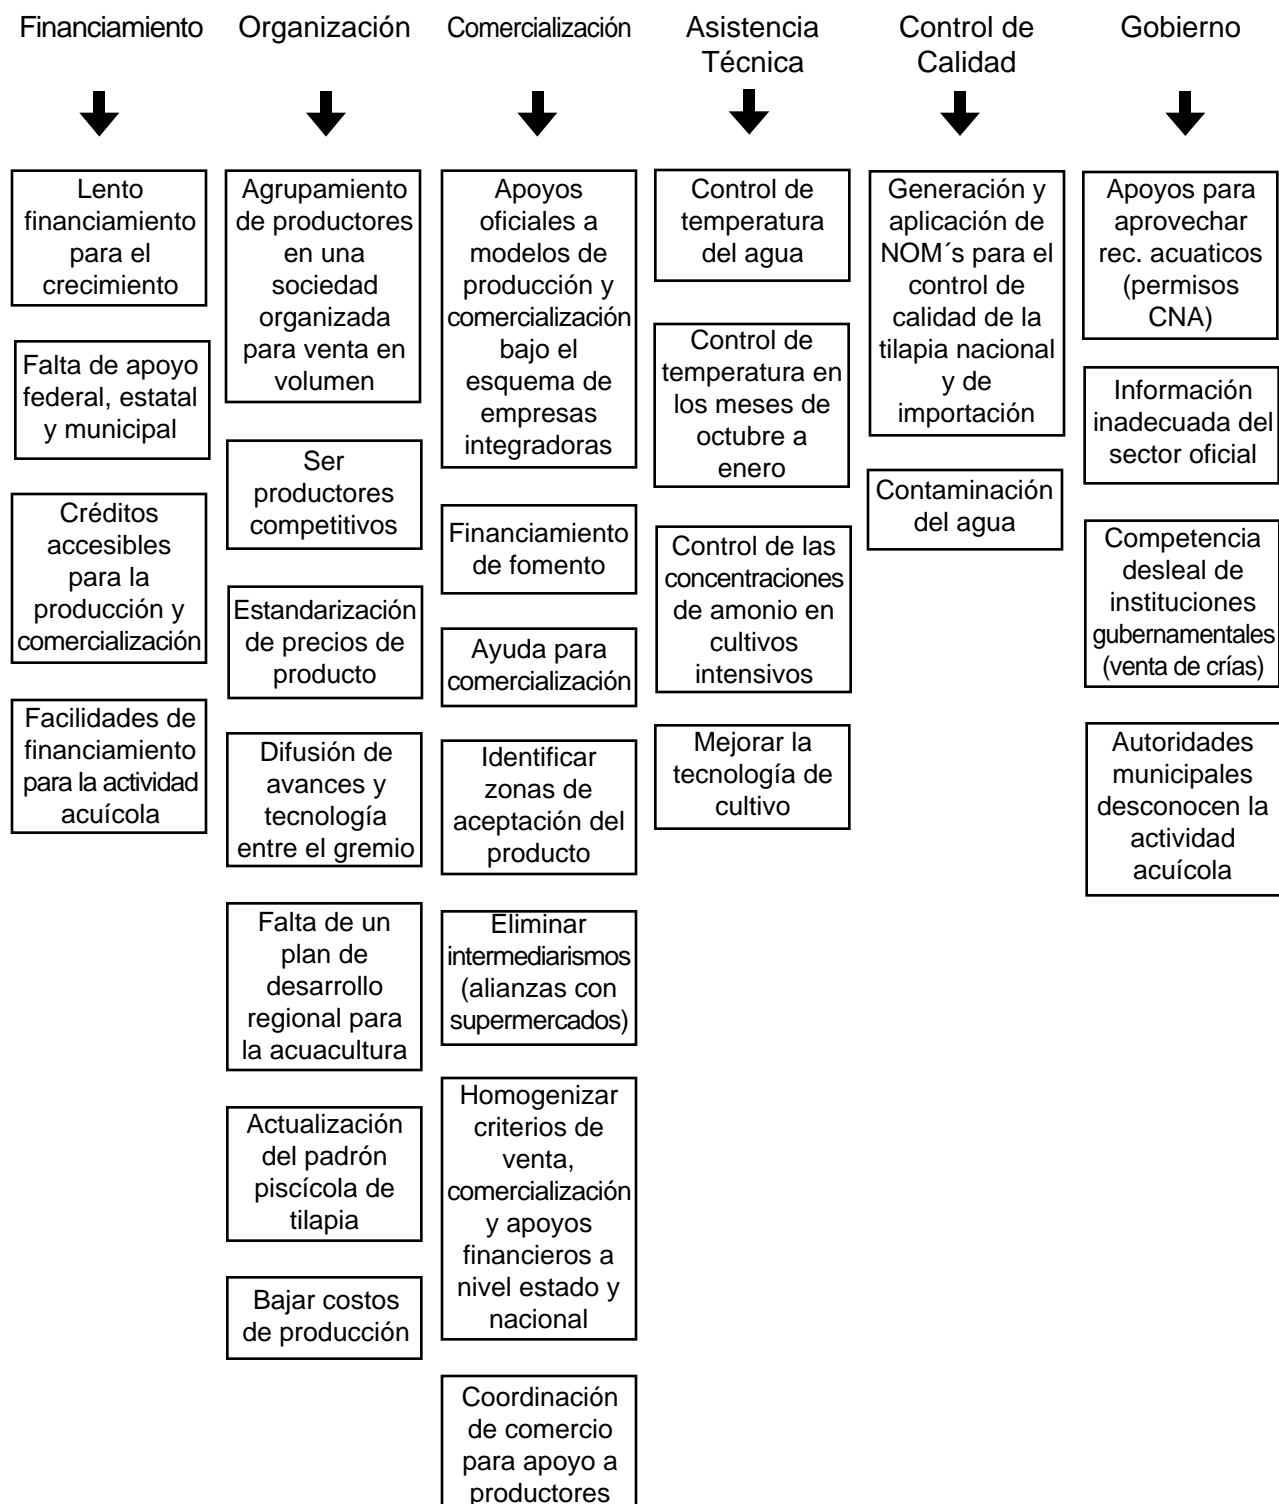 Financiamiento
Organización
Comercialización
Asistencia
Técnica
Control de
Calidad
Gobierno
Lento
financiamiento
para el
crecimiento
Falta de apoyo
federal, estatal
y municipal
Créditos
accesibles
para la
producción y
comercialización
Facilidades de
financiamiento
para la actividad
acuícola
Agrupamiento
de productores
en una
sociedad
organizada
para venta en
volumen
Ser
productores
competitivos
Estandarización
de precios de
producto
Difusión de
avances y
tecnología
entre el gremio
Falta de un
plan de
desarrollo
regional para
la acuacultura
Actualización
del padrón
piscícola de
tilapia
Bajar costos
de producción
Apoyos
oficiales a
modelos de
producción y
comercialización
bajo el
esquema de
empresas
integradoras
Financiamiento
de fomento
Ayuda para
comercialización
Identificar
zonas de
aceptación del
producto
Eliminar
intermediarismos
(alianzas con
supermercados)
Homogenizar
criterios de
venta,
comercialización
y apoyos
financieros a
nivel estado y
nacional
Coordinación
de comercio
para apoyo a
productores
Control de
temperatura
del agua
Control de
temperatura en
los meses de
octubre a
enero
Control de las
concentraciones
de amonio en
cultivos
intensivos
Mejorar la
tecnología de
cultivo
Generación y
aplicación de
NOM´s para el
control de
calidad de la
tilapia nacional
y de
importación
Contaminación
del agua
Apoyos para
aprovechar
rec. acuaticos
(permisos
CNA)
Información
inadecuada del
sector oficial
Competencia
desleal de
instituciones
gubernamentales
(venta de crías)
Autoridades
municipales
desconocen la
actividad
acuícola